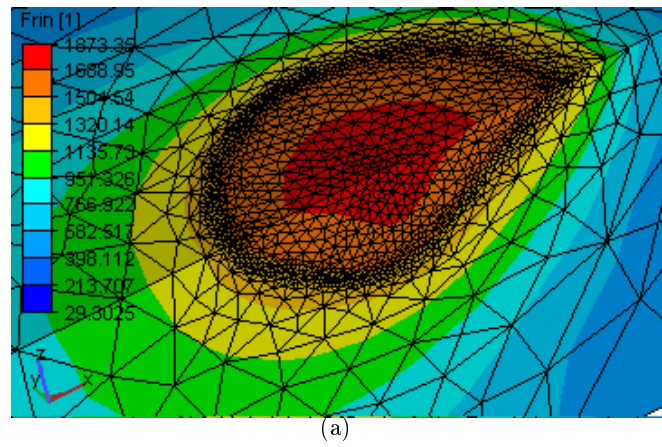 Frin [1]
1873.35
1688.95
1504.54
1320.14
1135.73
951.326
766.922
582.517
398.112
213.707
29.3025
z
y
x
(a)